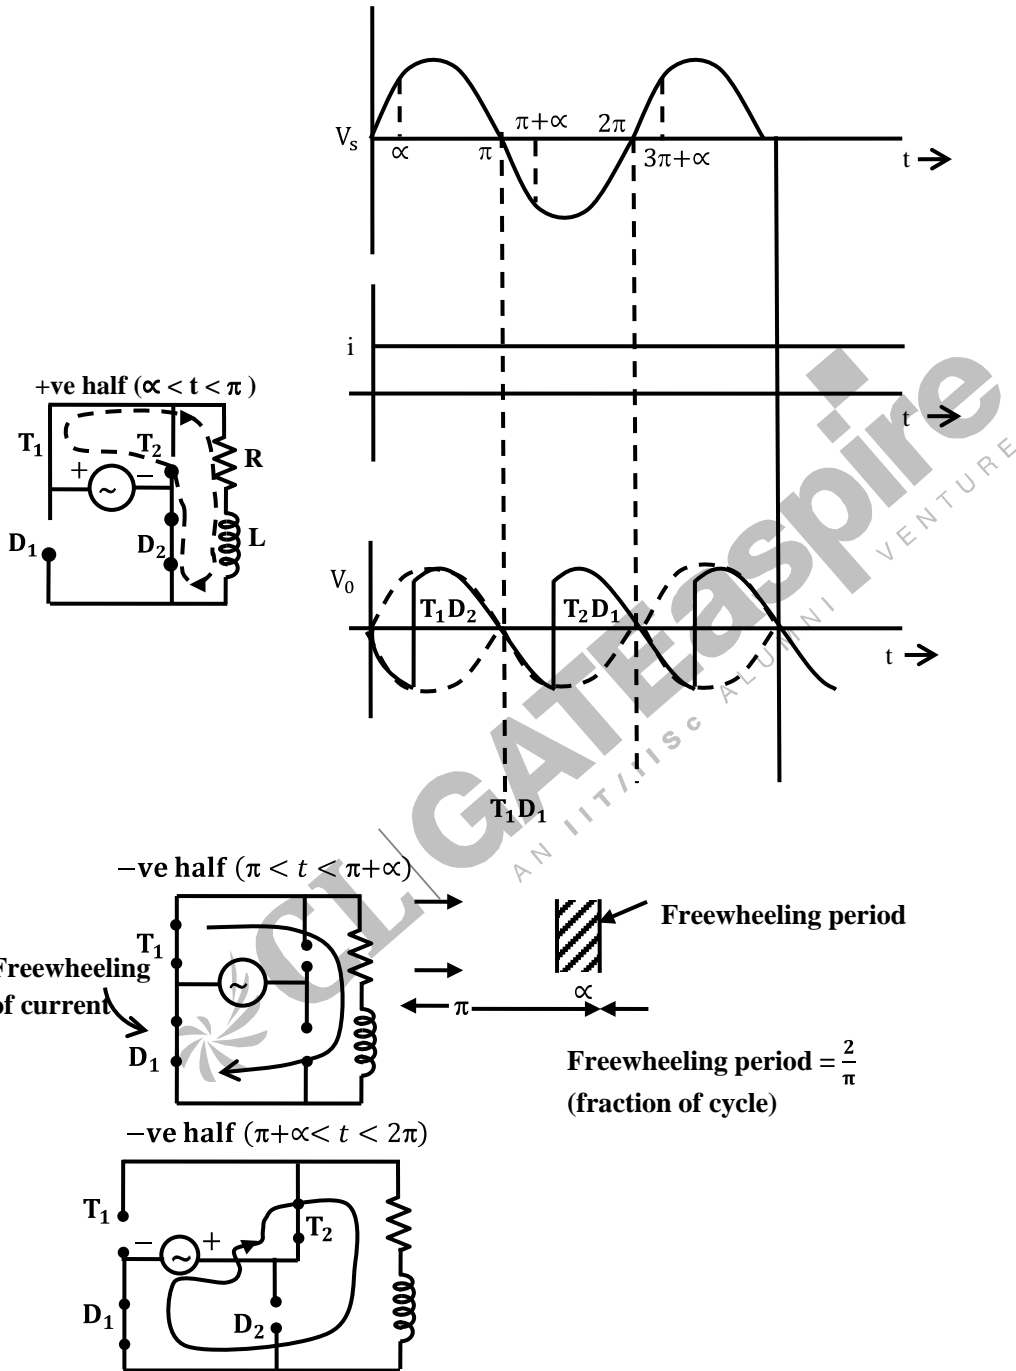 Vs
∝
π
π+∝
2π
3π+∝
t
i
t
+ve half (∝ < t < π )
T1
T2
R
+
−
~
D1
D2
L
V0
T1D2
T2D1
t
T1D1
−ve half (π < t < π+∝)
T1
Freewheeling
of current
~
D1
Freewheeling period
∝
π
Freewheeling period = 2/π
(fraction of cycle)
−ve half (π+∝< t < 2π)
T1
T2
−
~
+
D1
D2
CL GATEaspire
AN IIT/IISc ALUMNI VENTURE